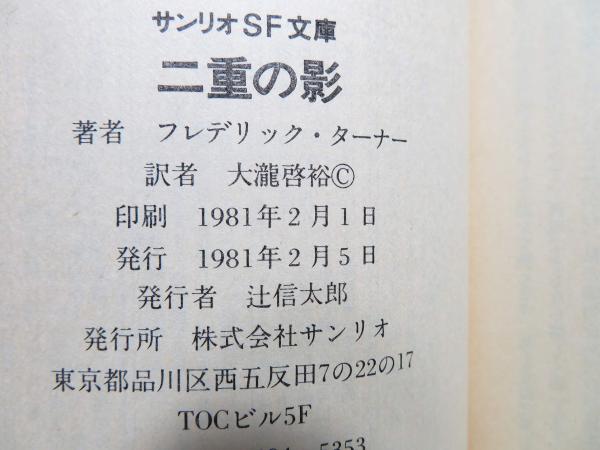 サンリオSF文庫
二重の影
著者 フレデリック・ターナー
訳者 大瀧啓裕©
印刷 1981年2月1日
発行 1981年2月5日
発行者 辻信太郎
発行所 株式会社サンリオ
東京都品川区西五反田7の22の17
TOCビル5F
5353